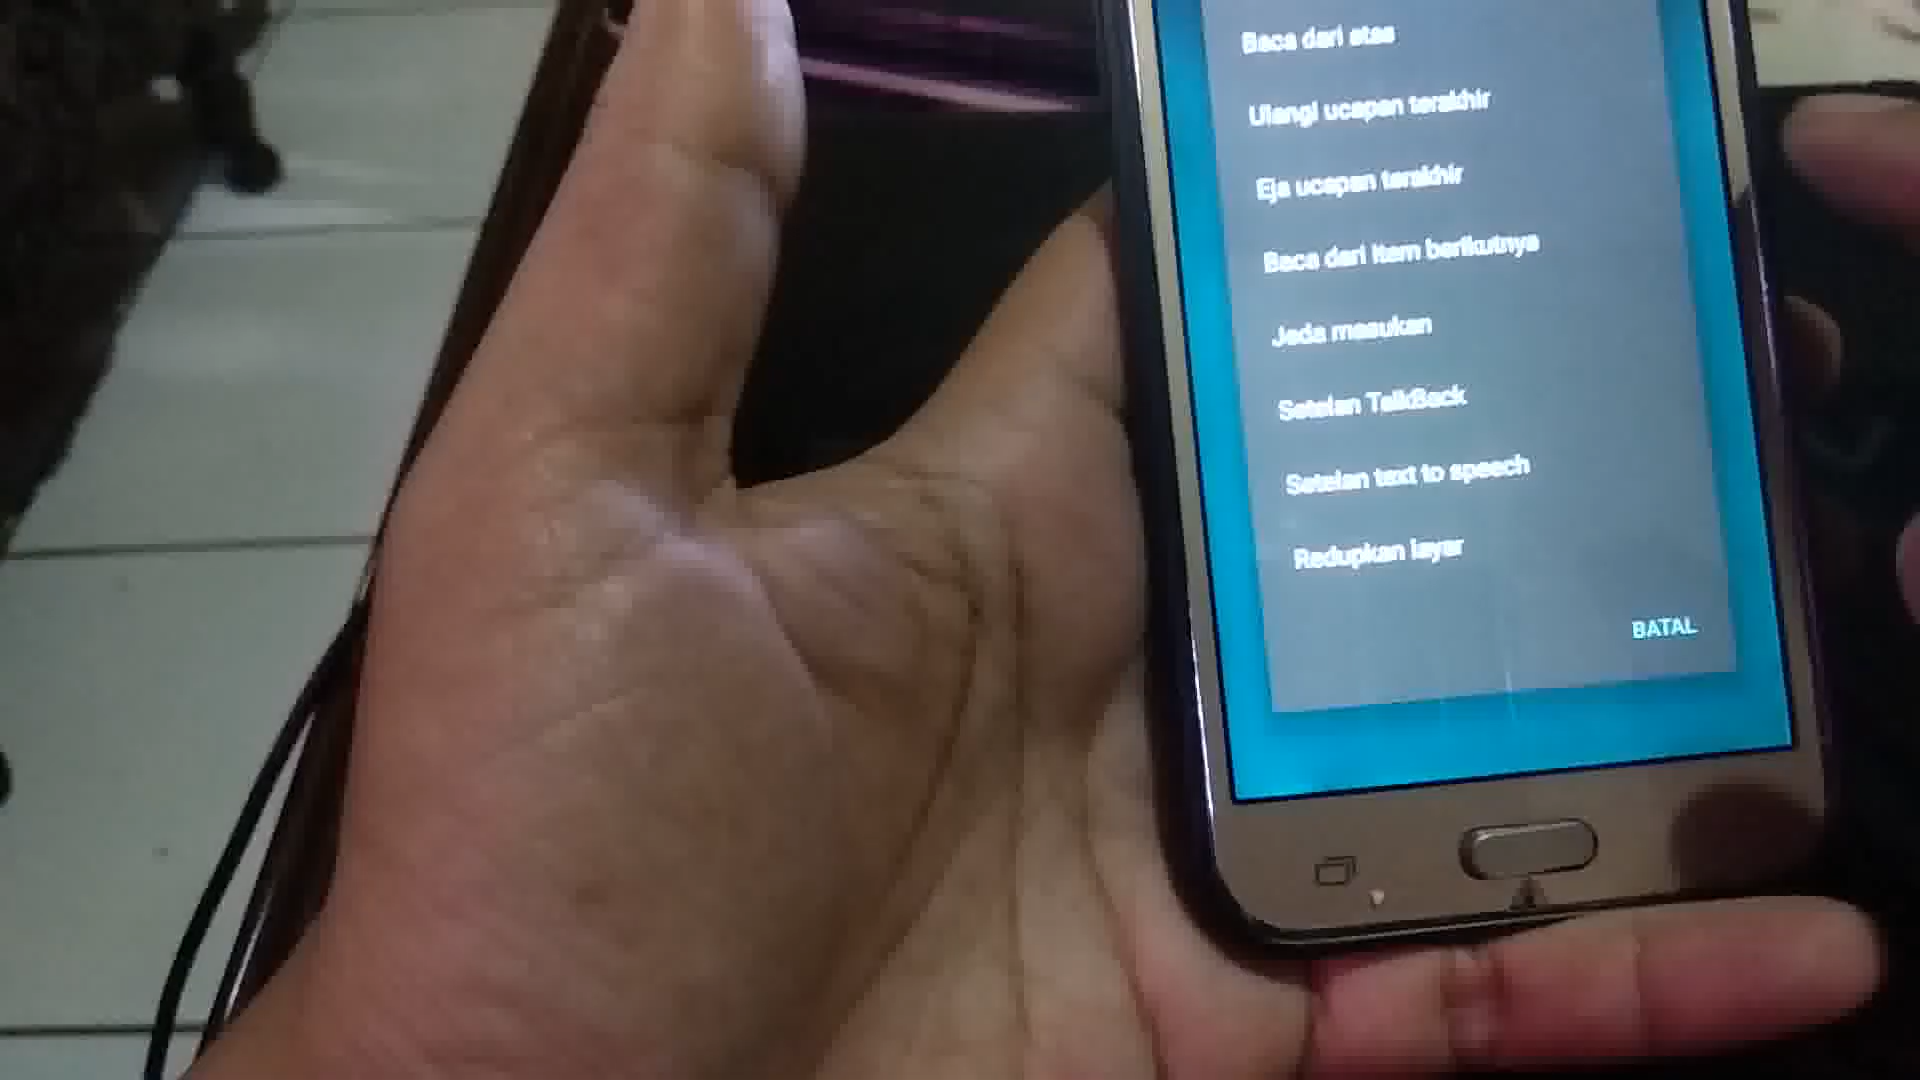 Baca dari atas
Ulangi ucapan terakhir
Eja ucapan terakhir
Baca dari item berikutnya
Jeda masukan
Setelan TalkBack
Setelan text to speech
Redupkan layar
BATAL